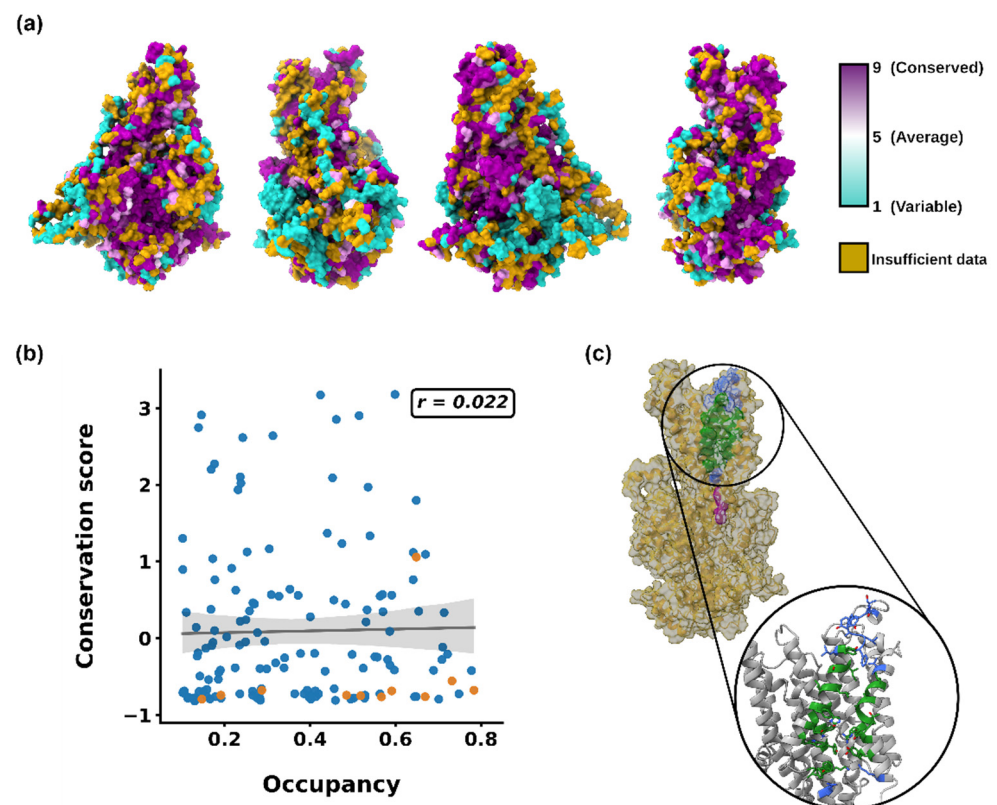 (a)
9 (Conserved)
5 (Average)
1 (Variable)
Insufficient data
(b)
(c)
r = 0.022
3
2
1
0
−1
Conservation score
0.2 0.4 0.6 0.8
Occupancy